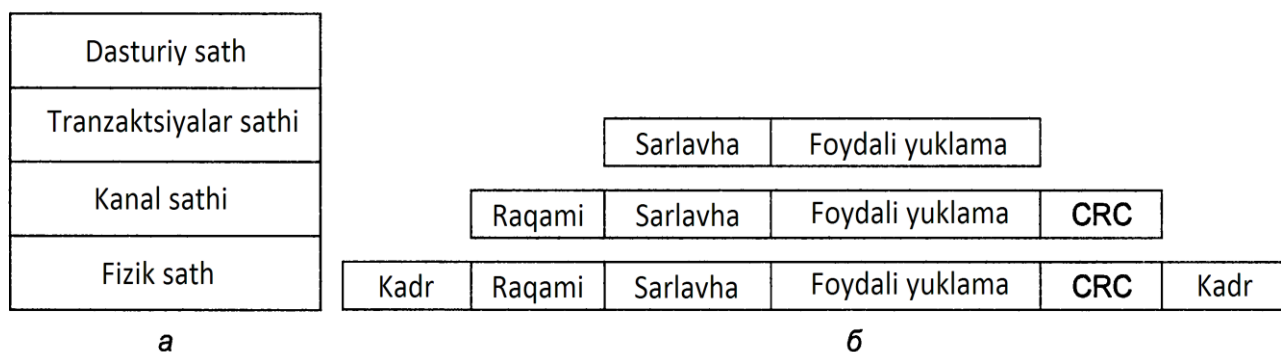 Dasturiy sath
Tranzaktsiyalar sathi
Sarlavha Foydali yuklama
Kanal sathi
Raqami Sarlavha Foydali yuklama CRC
Fizik sath
Kadr Raqami Sarlavha Foydali yuklama CRC Kadr
а б